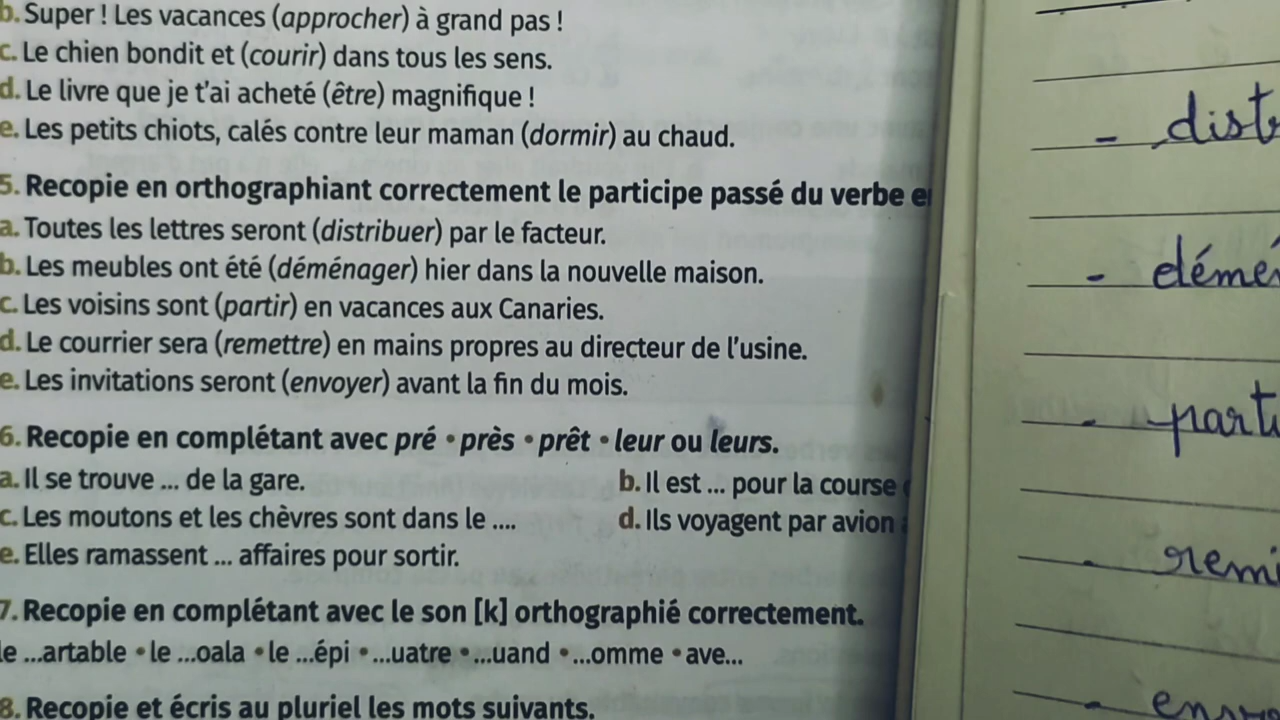 b. Super ! Les vacances (approcher) à grand pas !
c. Le chien bondit et (courir) dans tous les sens.
d. Le livre que je t'ai acheté (être) magnifique !
e. Les petits chiots, calés contre leur maman (dormir) au chaud.
5. Recopie en orthographiant correctement le participe passé du verbe
a. Toutes les lettres seront (distribuer) par le facteur.
b. Les meubles ont été (déménager) hier dans la nouvelle maison.
c. Les voisins sont (partir) en vacances aux Canaries.
d. Le courrier sera (remettre) en mains propres au directeur de l'usine.
e. Les invitations seront (envoyer) avant la fin du mois.
6. Recopie en complétant avec pré • près • prêt • leur ou leurs.
a. Il se trouve ... de la gare. b. Il est ... pour la course
c. Les moutons et les chèvres sont dans le .... d. Ils voyagent par avion
e. Elles ramassent ... affaires pour sortir.
7. Recopie en complétant avec le son [k] orthographié correctement.
le ...artable • le ...oala • le ...épi • ...uatre • ...uand • ...omme • ave...
8. Recopie et écris au pluriel les mots suivants.
- dist
- démé
- part
- remi
- env